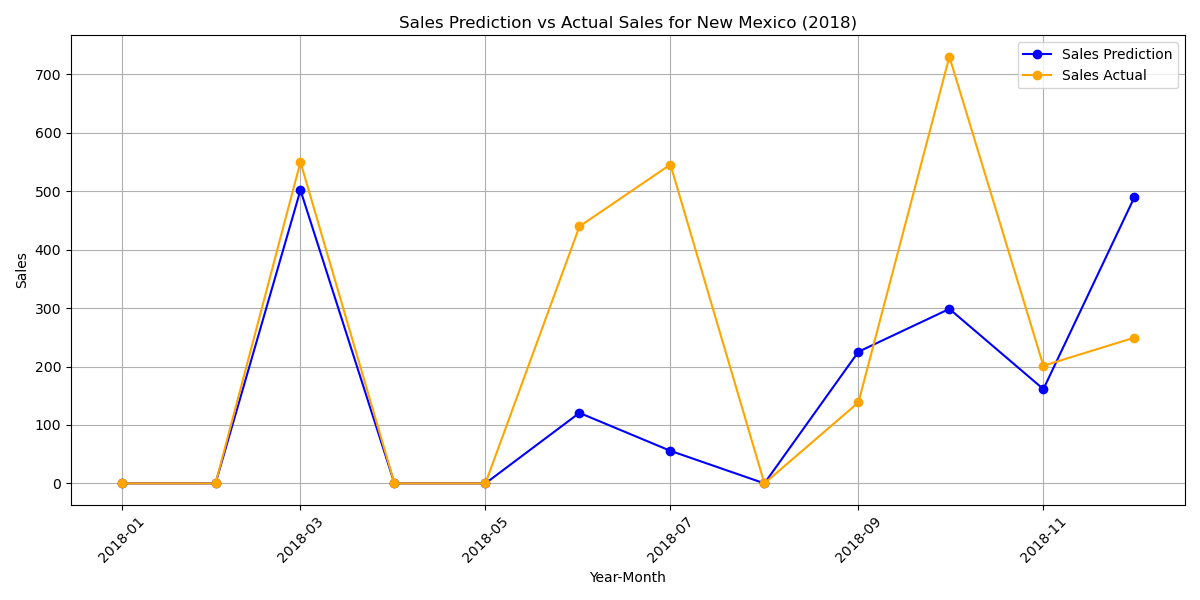 Sales Prediction vs Actual Sales for New Mexico (2018)
Sales Prediction
Sales Actual
Sales
700
600
500
400
300
200
100
0
2018-01
2018-03
2018-05
2018-07
2018-09
2018-11
Year-Month